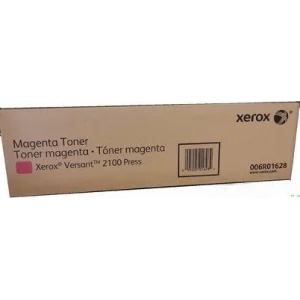 Magenta Toner
Toner magenta • Tóner magenta
Xerox® Versant™ 2100 Press
xerox
006R01628